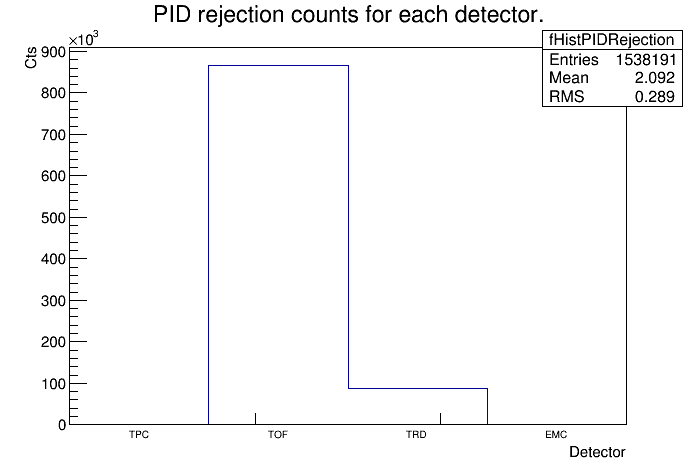 PID rejection counts for each detector.
×10³
Cts
fHistPIDRejection
Entries 1538191
Mean 2.092
RMS 0.289
900
800
700
600
500
400
300
200
100
0
TPC TOF TRD EMC
Detector